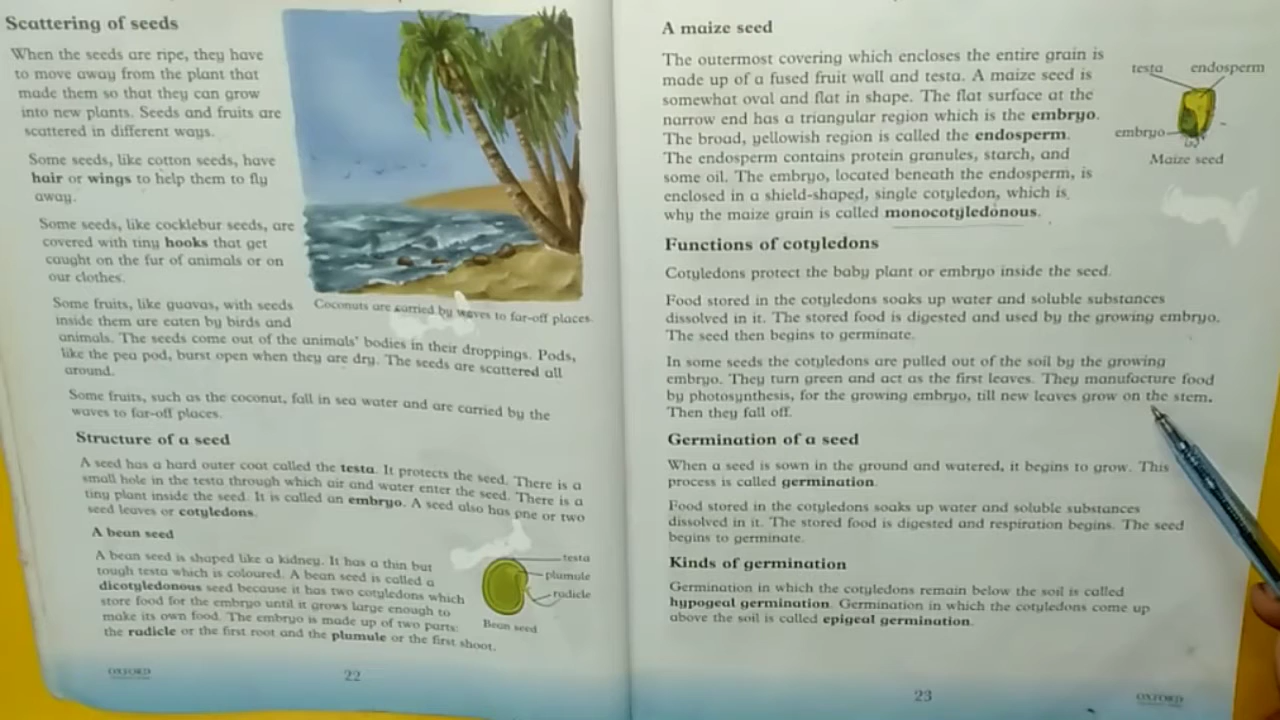 Scattering of seeds
When the seeds are ripe, they have
to move away from the plant that
made them so that they can grow
into new plants. Seeds and fruits are
scattered in different ways.
Some seeds, like cotton seeds, have
hair or wings to help them to fly
away.
Some seeds, like cocklebur seeds, are
covered with tiny hooks that get
caught on the fur of animals or on
our clothes.
Coconuts are carried by waves to far-off places.
Some fruits, like guavas, with seeds
inside them are eaten by birds and
animals. The seeds come out of the animals' bodies in their droppings. Pods,
like the pea pod, burst open when they are dry. The seeds are scattered all
around.
Some fruits, such as the coconut, fall in sea water and are carried by the
waves to far-off places.
Structure of a seed
A seed has a hard outer coat called the testa. It protects the seed. There is a
small hole in the testa through which air and water enter the seed. There is a
tiny plant inside the seed. It is called an embryo. A seed also has one or two
seed leaves or cotyledons.
A bean seed
A bean seed is shaped like a kidney. It has a thin but
tough testa which is coloured. A bean seed is called a
dicotyledonous seed because it has two cotyledons which
store food for the embryo until it grows large enough to
make its own food. The embryo is made up of two parts:
the radicle or the first root and the plumule or the first shoot.
testa
plumule
radicle
Bean seed
OXFORD
22
A maize seed
The outermost covering which encloses the entire grain is
made up of a fused fruit wall and testa. A maize seed is
somewhat oval and flat in shape. The flat surface at the
narrow end has a triangular region which is the embryo.
The broad, yellowish region is called the endosperm.
The endosperm contains protein granules, starch, and
some oil. The embryo, located beneath the endosperm, is
enclosed in a shield-shaped, single cotyledon, which is
why the maize grain is called monocotyledonous.
testa endosperm
embryo
Maize seed
Functions of cotyledons
Cotyledons protect the baby plant or embryo inside the seed.
Food stored in the cotyledons soaks up water and soluble substances
dissolved in it. The stored food is digested and used by the growing embryo.
The seed then begins to germinate.
In some seeds the cotyledons are pulled out of the soil by the growing
embryo. They turn green and act as the first leaves. They manufacture food
by photosynthesis, for the growing embryo, till new leaves grow on the stem.
Then they fall off.
Germination of a seed
When a seed is sown in the ground and watered, it begins to grow. This
process is called germination.
Food stored in the cotyledons soaks up water and soluble substances
dissolved in it. The stored food is digested and respiration begins. The seed
begins to germinate.
Kinds of germination
Germination in which the cotyledons remain below the soil is called
hypogeal germination. Germination in which the cotyledons come up
above the soil is called epigeal germination.
23
OXFORD